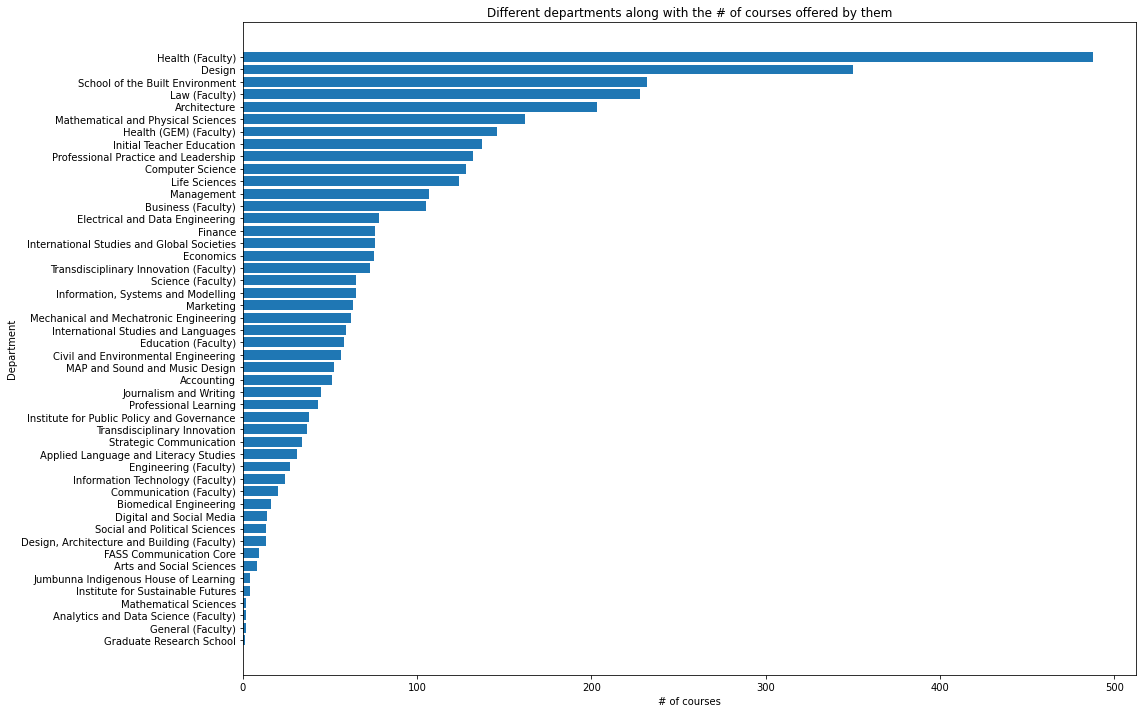 Different departments along with the # of courses offered by them
Health (Faculty)
Design
School of the Built Environment
Law (Faculty)
Architecture
Mathematical and Physical Sciences
Health (GEM) (Faculty)
Initial Teacher Education
Professional Practice and Leadership
Computer Science
Life Sciences
Management
Business (Faculty)
Electrical and Data Engineering
Finance
International Studies and Global Societies
Economics
Transdisciplinary Innovation (Faculty)
Science (Faculty)
Information, Systems and Modelling
Marketing
Mechanical and Mechatronic Engineering
International Studies and Languages
Education (Faculty)
Civil and Environmental Engineering
MAP and Sound and Music Design
Accounting
Journalism and Writing
Professional Learning
Institute for Public Policy and Governance
Transdisciplinary Innovation
Strategic Communication
Applied Language and Literacy Studies
Engineering (Faculty)
Information Technology (Faculty)
Communication (Faculty)
Biomedical Engineering
Digital and Social Media
Social and Political Sciences
Design, Architecture and Building (Faculty)
FASS Communication Core
Arts and Social Sciences
Jumbunna Indigenous House of Learning
Institute for Sustainable Futures
Mathematical Sciences
Analytics and Data Science (Faculty)
General (Faculty)
Graduate Research School
Department
0 100 200 300 400 500
# of courses